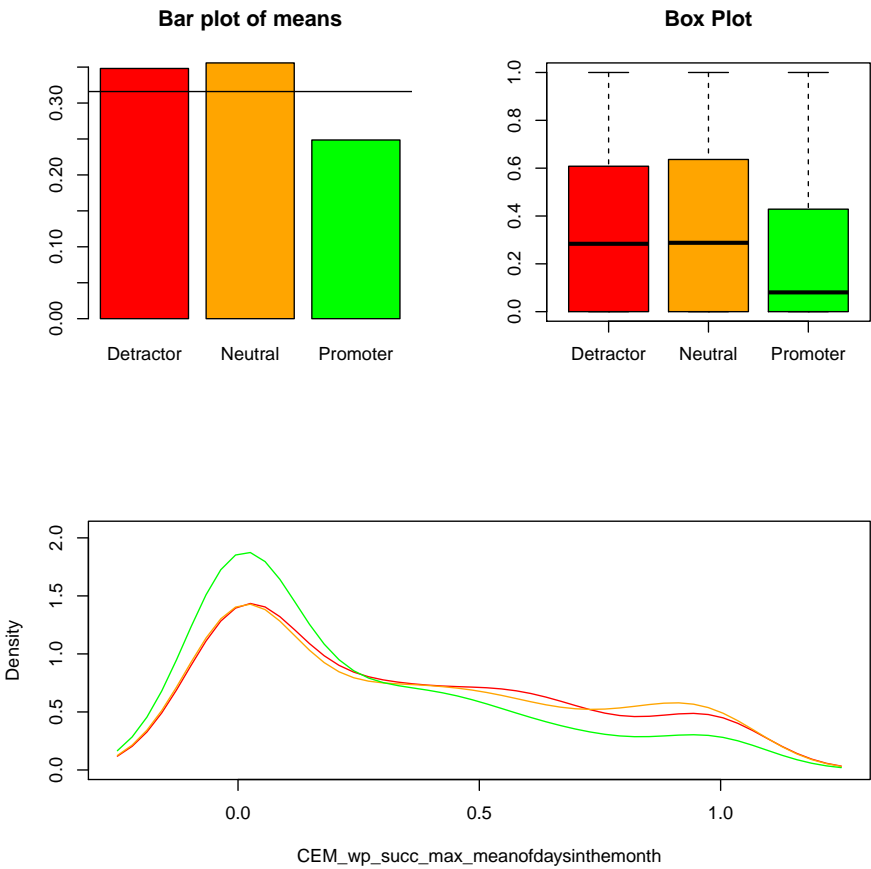 Bar plot of means
0.30
0.20
0.10
0.00
Detractor Neutral Promoter
Box Plot
1.0
0.8
0.6
0.4
0.2
0.0
Detractor Neutral Promoter
2.0
1.5
1.0
0.5
0.0
Density
0.0 0.5 1.0
CEM_wp_succ_max_meanofdaysinthemonth